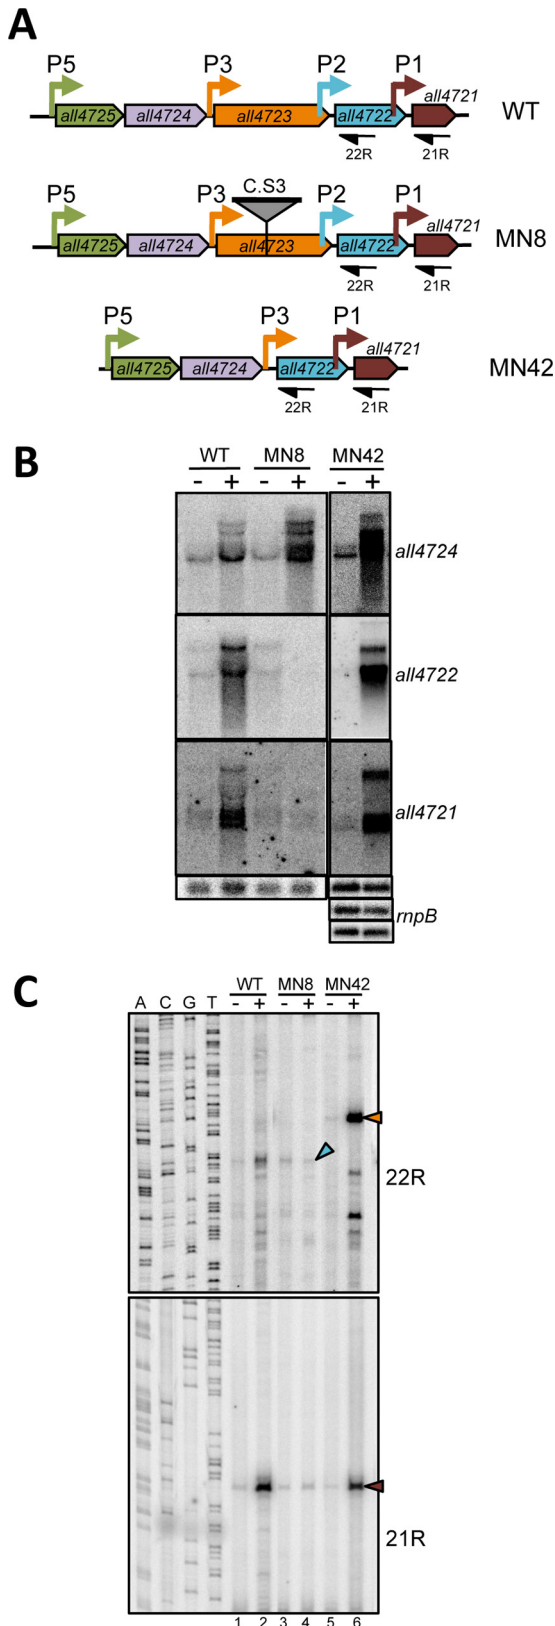 A
P5 P3 P2 P1
all4721
all4725 all4724 all4723 all4722
WT
22R 21R
C.S3
P5 P3 P2 P1
all4721
all4725 all4724 all4723 all4722
MN8
22R 21R
P5 P3 P1
all4721
all4725 all4724 all4722
MN42
22R 21R
B
WT MN8 MN42
- + - + - +
all4724
all4722
all4721
rnpB
C
WT MN8 MN42
A C G T - + - + - +
22R
21R
1 2 3 4 5 6